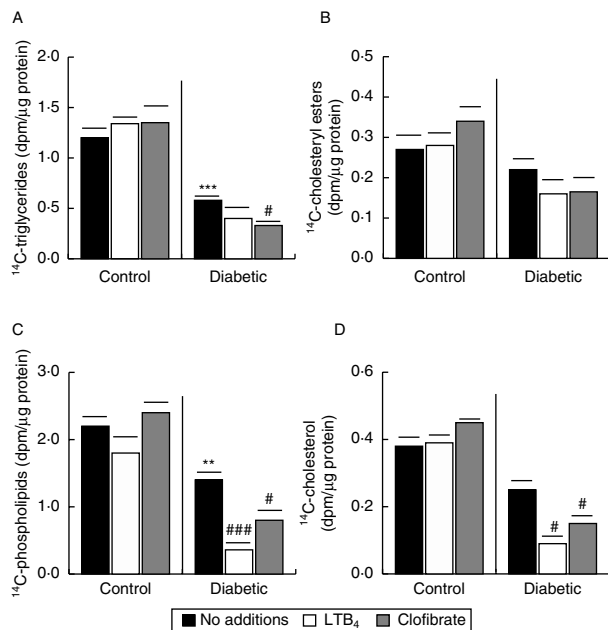 A
¹⁴C-triglycerides (dpm/µg protein)
2·0
1·5
1·0
0·5
0·0
***
#
Control
Diabetic
B
¹⁴C-cholesteryl esters
(dpm/µg protein)
0·5
0·4
0·3
0·2
0·1
0·0
Control
Diabetic
C
¹⁴C-phospholipids (dpm/µg protein)
3·0
2·0
1·0
0·0
**
###
#
Control
Diabetic
D
¹⁴C-cholesterol
(dpm/µg protein)
0·6
0·4
0·2
0·0
#
#
Control
Diabetic
No additions LTB₄ Clofibrate